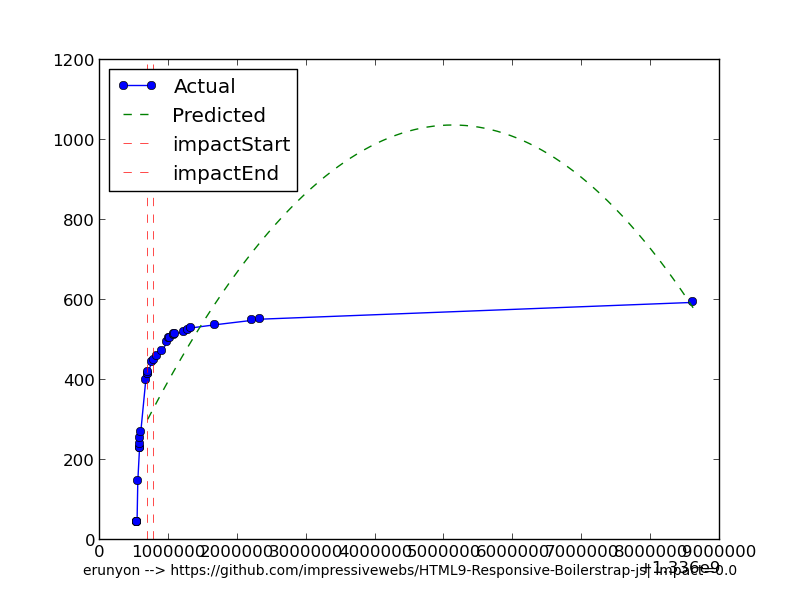 1200
1000
800
600
400
200
0
Actual
Predicted
impactStart
impactEnd
0 1000000 2000000 3000000 4000000 5000000 6000000 7000000 8000000 9000000
+1.336e9
erunyon --> https://github.com/impressivewebs/HTML9-Responsive-Boilerstrap-js| impact=0.0